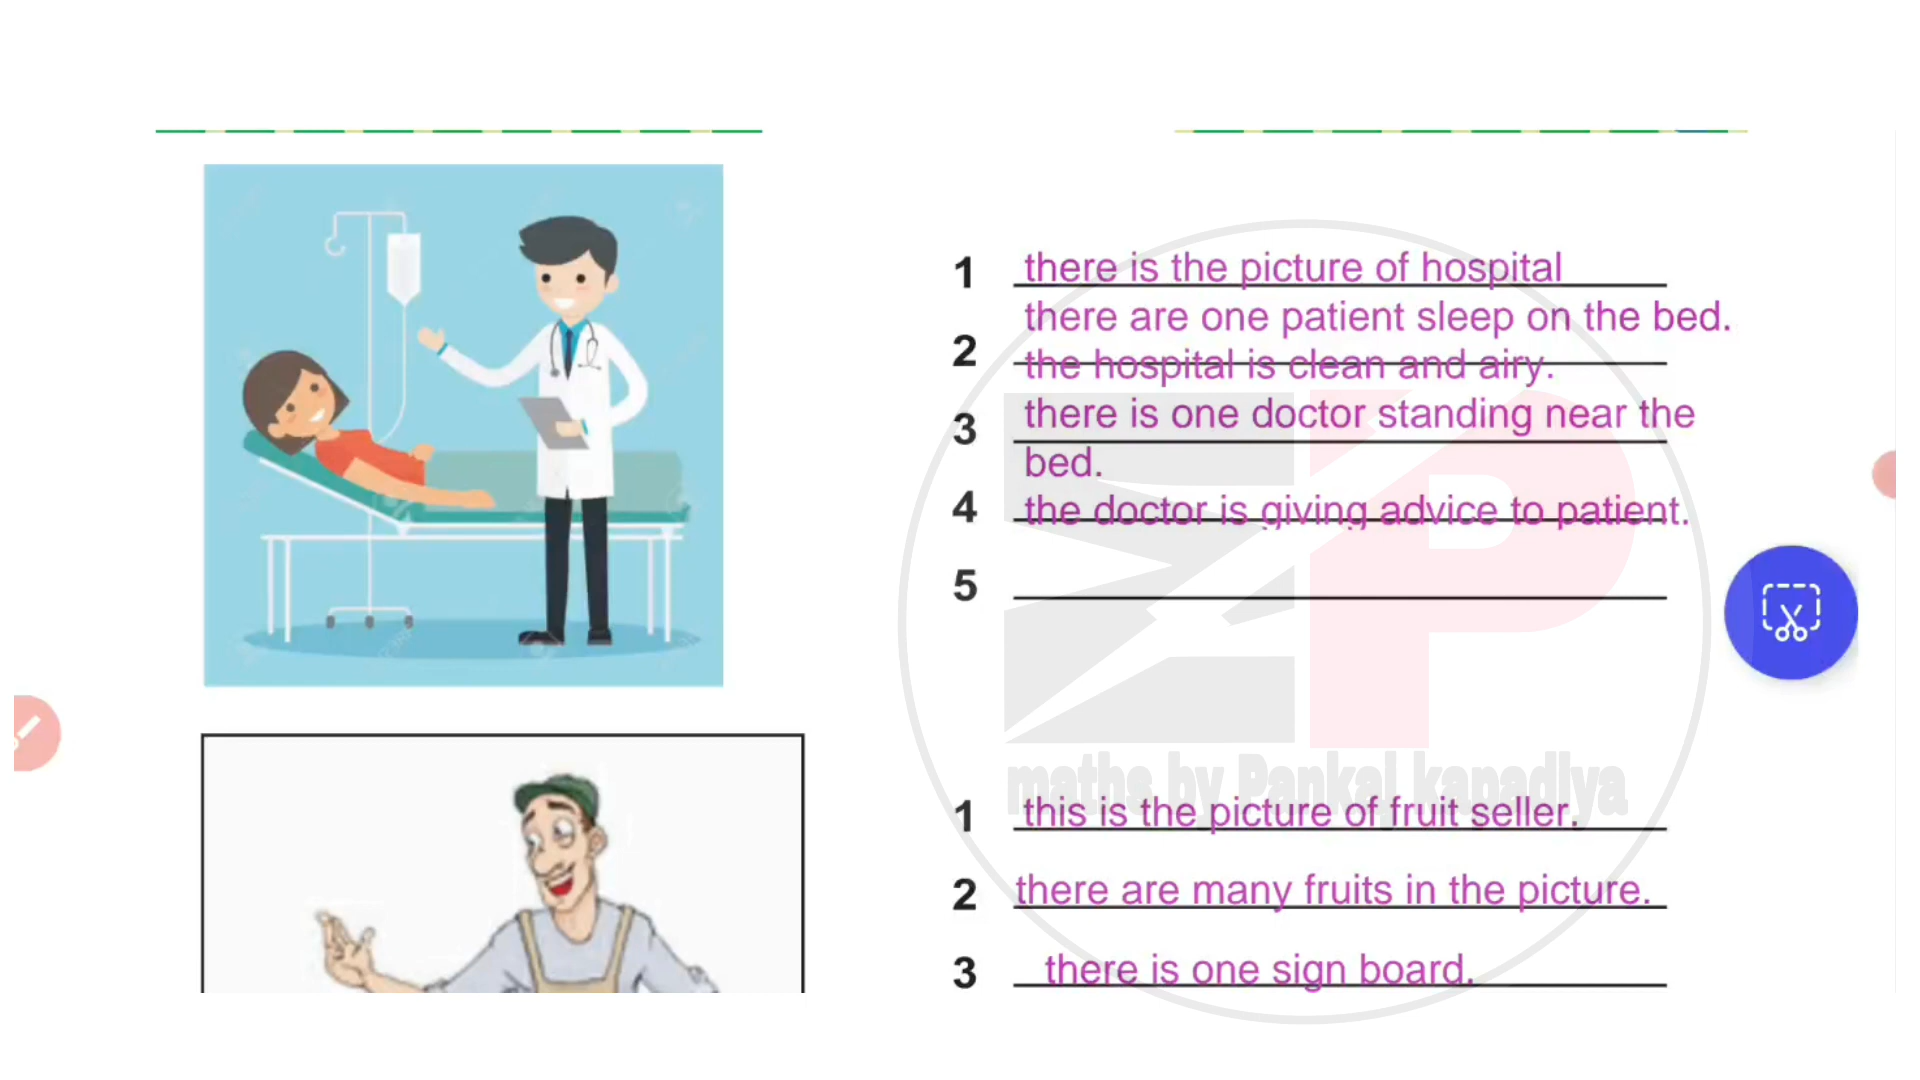 1 there is the picture of hospital
there are one patient sleep on the bed.
2
the hospital is clean and airy.
3 there is one doctor standing near the
bed.
4 the doctor is giving advice to patient.
5
maths by Pankaj kapadiya
1 this is the picture of fruit seller.
2 there are many fruits in the picture.
3 there is one sign board.